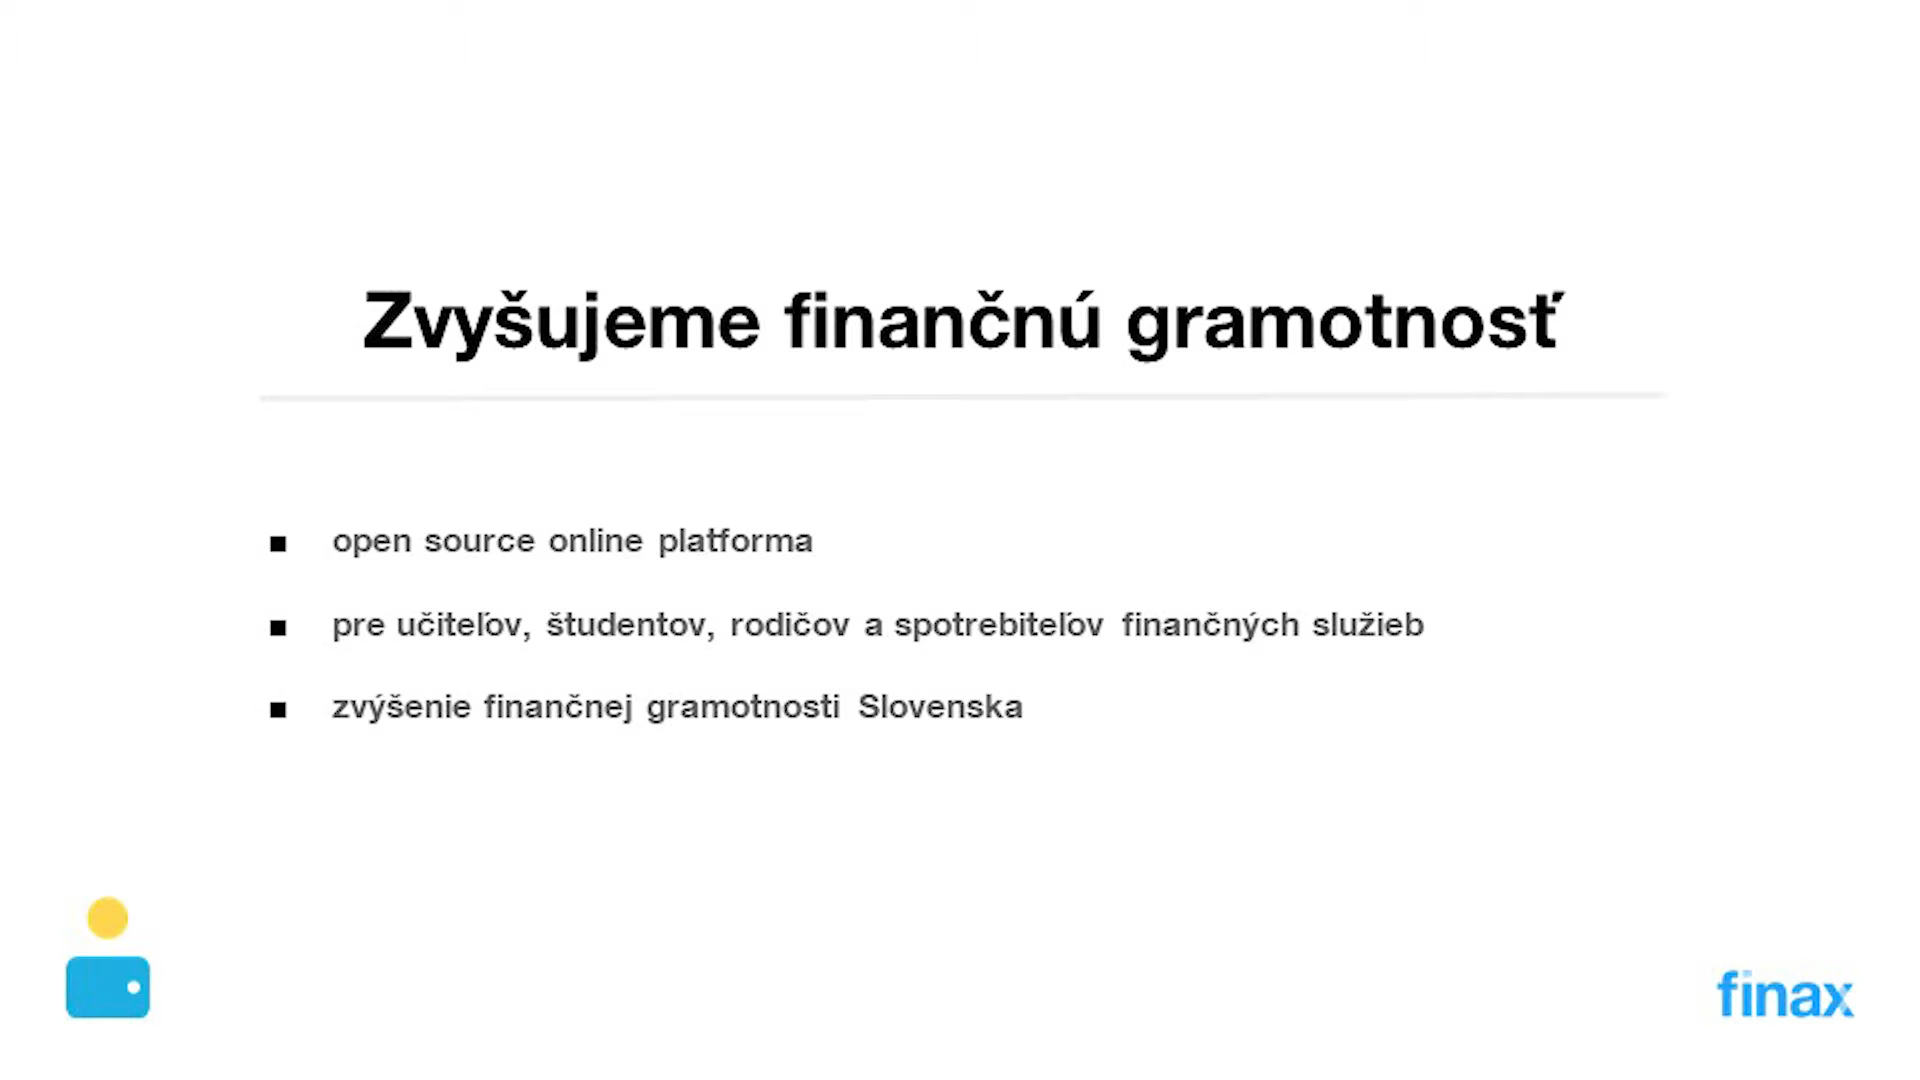 Zvyšujeme finančnú gramotnosť
open source online platforma
pre učiteľov, študentov, rodičov a spotrebiteľov finančných služieb
zvýšenie finančnej gramotnosti Slovenska
finax